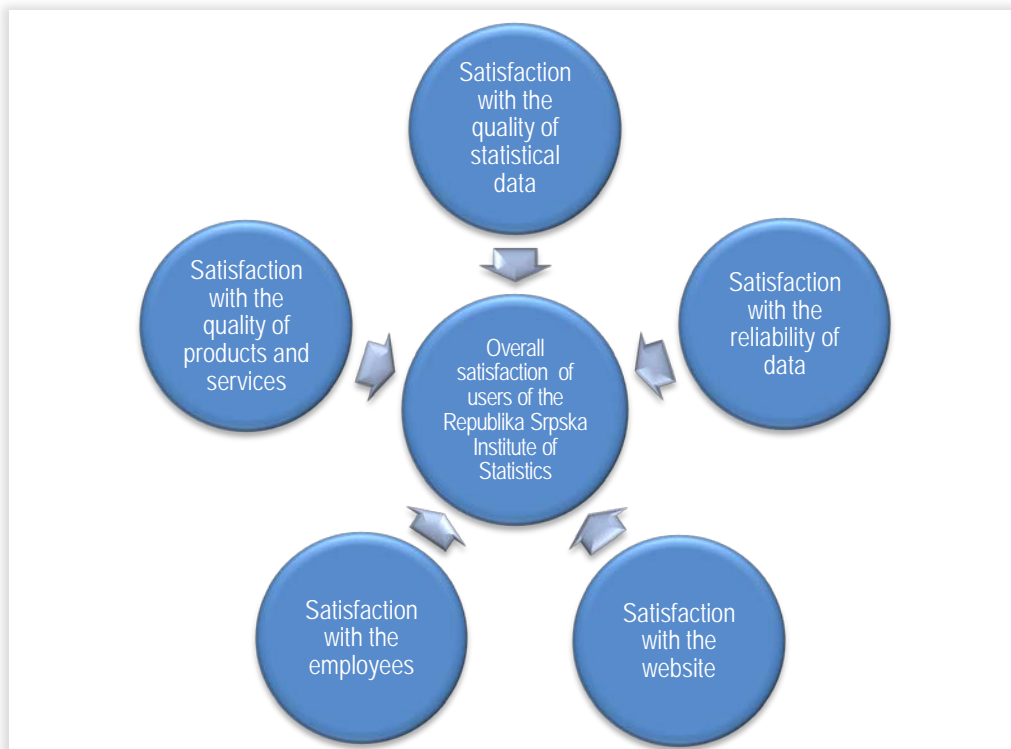 Satisfaction
with the
quality of
statistical
data
Satisfaction
with the
quality of
products and
services
Satisfaction
with the
reliability of
data
Overall
satisfaction of
users of the
Republika Srpska
Institute of
Statistics
Satisfaction
with the
employees
Satisfaction
with the
website